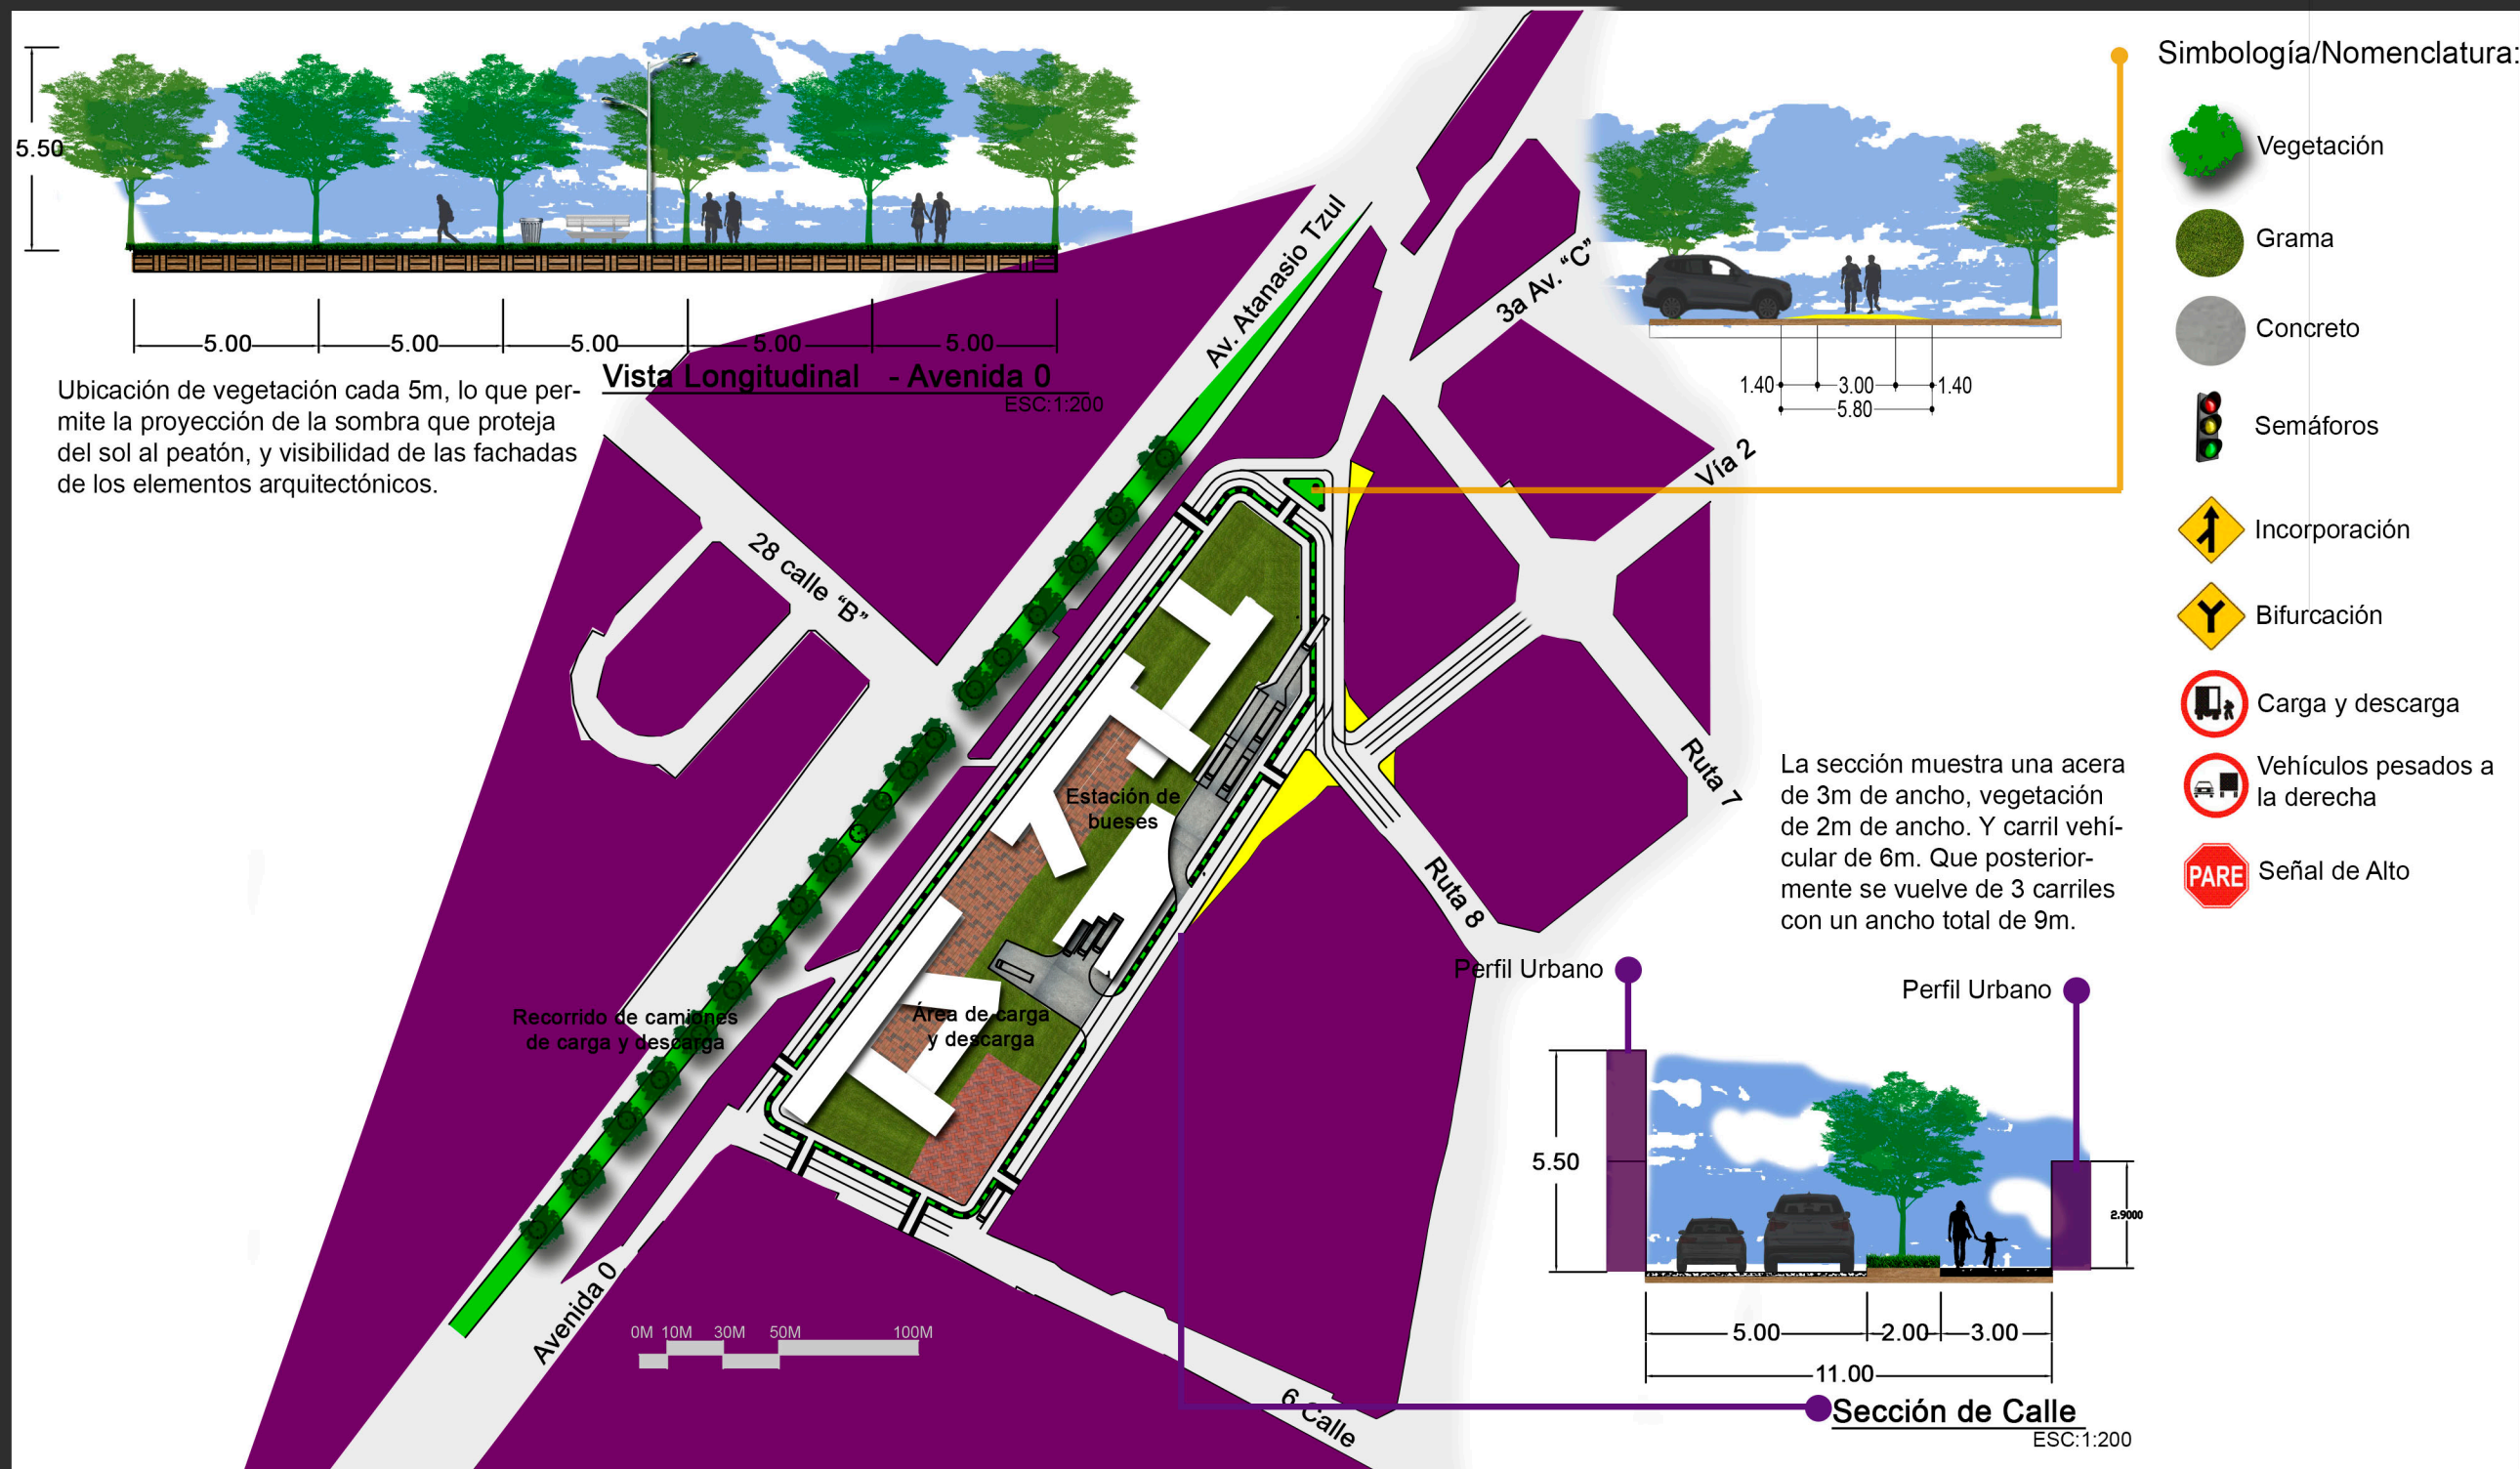 Simbología/Nomenclatura:
Vegetación
Grama
Concreto
Semáforos
Incorporación
Bifurcación
Carga y descarga
Vehículos pesados a
la derecha
PARE
Señal de Alto
5.50
5.00
5.00
5.00
5.00
5.00
Vista Longitudinal - Avenida 0
ESC:1:200
Ubicación de vegetación cada 5m, lo que per-
mite la proyección de la sombra que proteja
del sol al peatón, y visibilidad de las fachadas
de los elementos arquitectónicos.
Av. Atanasio Tzul
3a Av. “C”
1.40
3.00
1.40
5.80
Vía 2
28 calle “B”
Ruta 7
Ruta 8
Estación de
bueses
Recorrido de camiones
de carga y descarga
Área de carga
y descarga
Avenida 0
6 Calle
0M 10M 30M 50M 100M
La sección muestra una acera
de 3m de ancho, vegetación
de 2m de ancho. Y carril vehí-
cular de 6m. Que posterior-
mente se vuelve de 3 carriles
con un ancho total de 9m.
Perfil Urbano
Perfil Urbano
5.50
2.9000
5.00
2.00
3.00
11.00
Sección de Calle
ESC:1:200